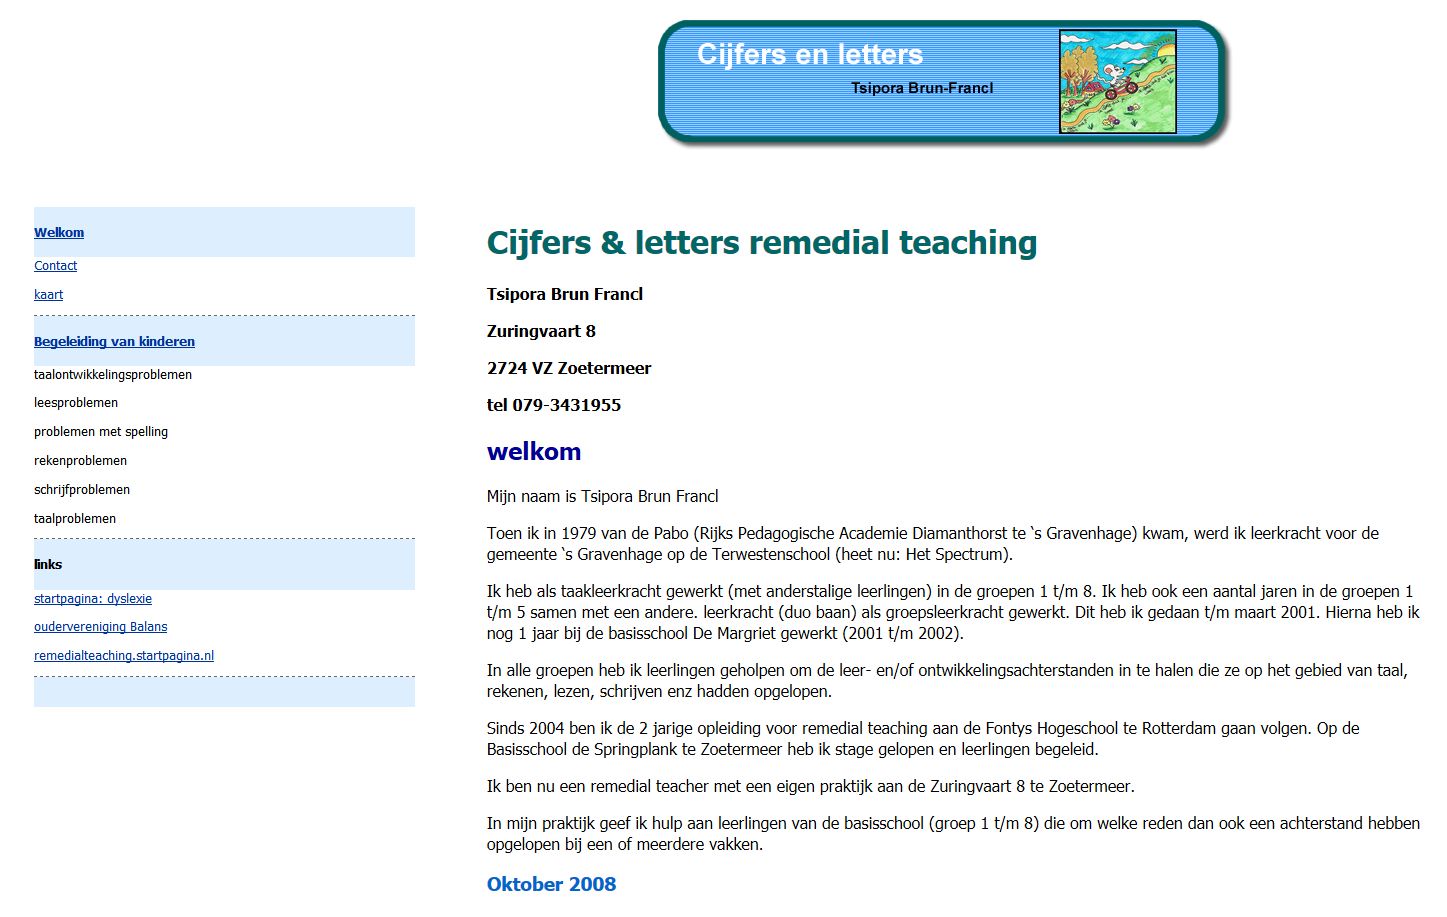 Cijfers en letters
Tsipora Brun-Francl
Welkom
Contact
kaart
Begeleiding van kinderen
taalontwikkelingsproblemen
leesproblemen
problemen met spelling
rekenproblemen
schrijfproblemen
taalproblemen
links
startpagina: dyslexie
oudervereniging Balans
remedialteaching.startpagina.nl
Cijfers & letters remedial teaching
Tsipora Brun Francl
Zuringvaart 8
2724 VZ Zoetermeer
tel 079-3431955
welkom
Mijn naam is Tsipora Brun Francl
Toen ik in 1979 van de Pabo (Rijks Pedagogische Academie Diamanthorst te ‘s Gravenhage) kwam, werd ik leerkracht voor de
gemeente ‘s Gravenhage op de Terwestenschool (heet nu: Het Spectrum).
Ik heb als taakleerkracht gewerkt (met anderstalige leerlingen) in de groepen 1 t/m 8. Ik heb ook een aantal jaren in de groepen 1
t/m 5 samen met een andere. leerkracht (duo baan) als groepsleerkracht gewerkt. Dit heb ik gedaan t/m maart 2001. Hierna heb ik
nog 1 jaar bij de basisschool De Margriet gewerkt (2001 t/m 2002).
In alle groepen heb ik leerlingen geholpen om de leer- en/of ontwikkelingsachterstanden in te halen die ze op het gebied van taal,
rekenen, lezen, schrijven enz hadden opgelopen.
Sinds 2004 ben ik de 2 jarige opleiding voor remedial teaching aan de Fontys Hogeschool te Rotterdam gaan volgen. Op de
Basisschool de Springplank te Zoetermeer heb ik stage gelopen en leerlingen begeleid.
Ik ben nu een remedial teacher met een eigen praktijk aan de Zuringvaart 8 te Zoetermeer.
In mijn praktijk geef ik hulp aan leerlingen van de basisschool (groep 1 t/m 8) die om welke reden dan ook een achterstand hebben
opgelopen bij een of meerdere vakken.
Oktober 2008